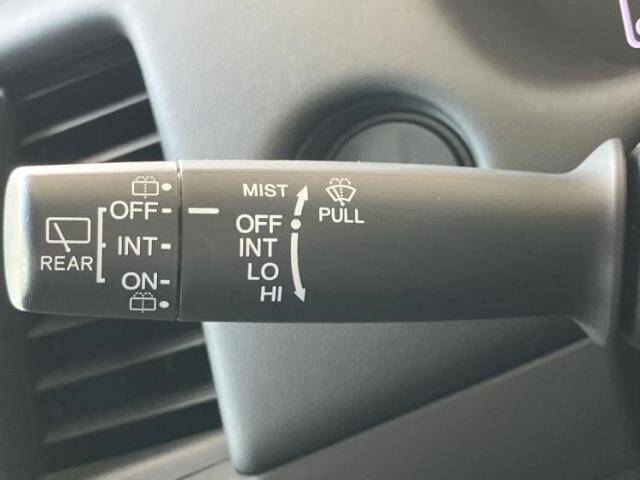 REAR
OFF
INT
ON
MIST
OFF
INT
LO
HI
PULL